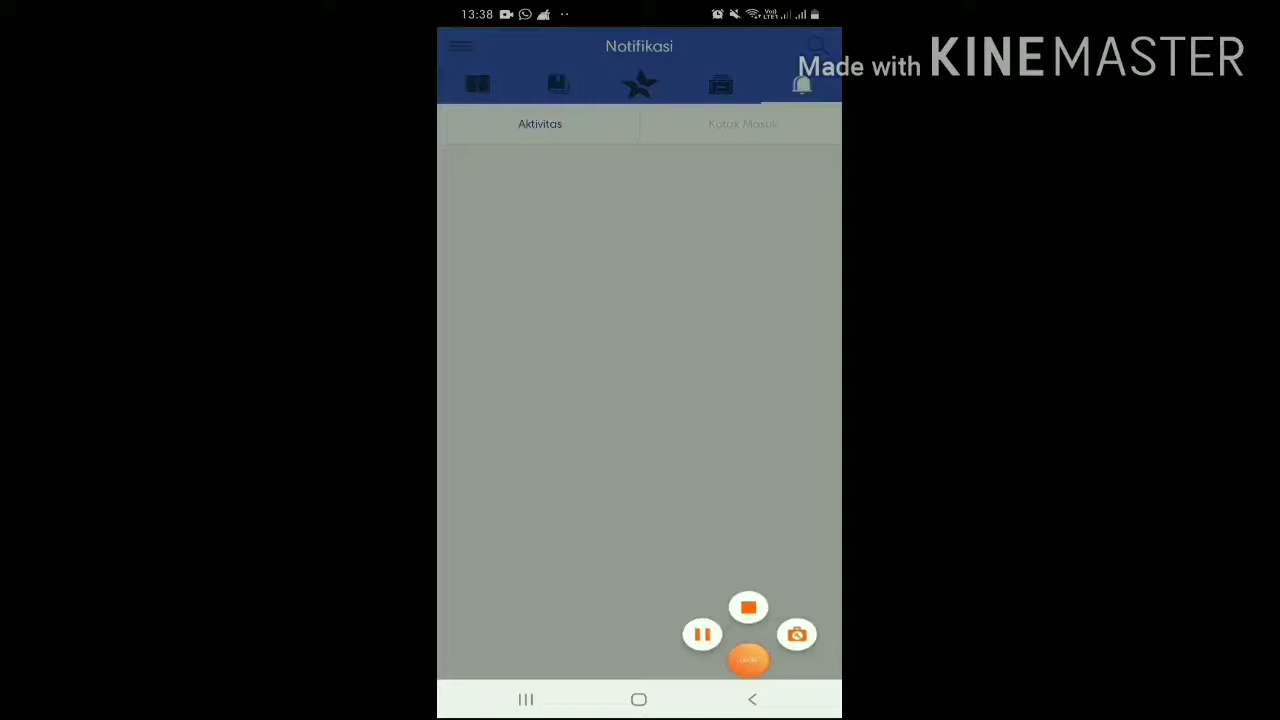 13:38
Notifikasi
Made with KINEMASTER
Aktivitas
Kotak Masuk